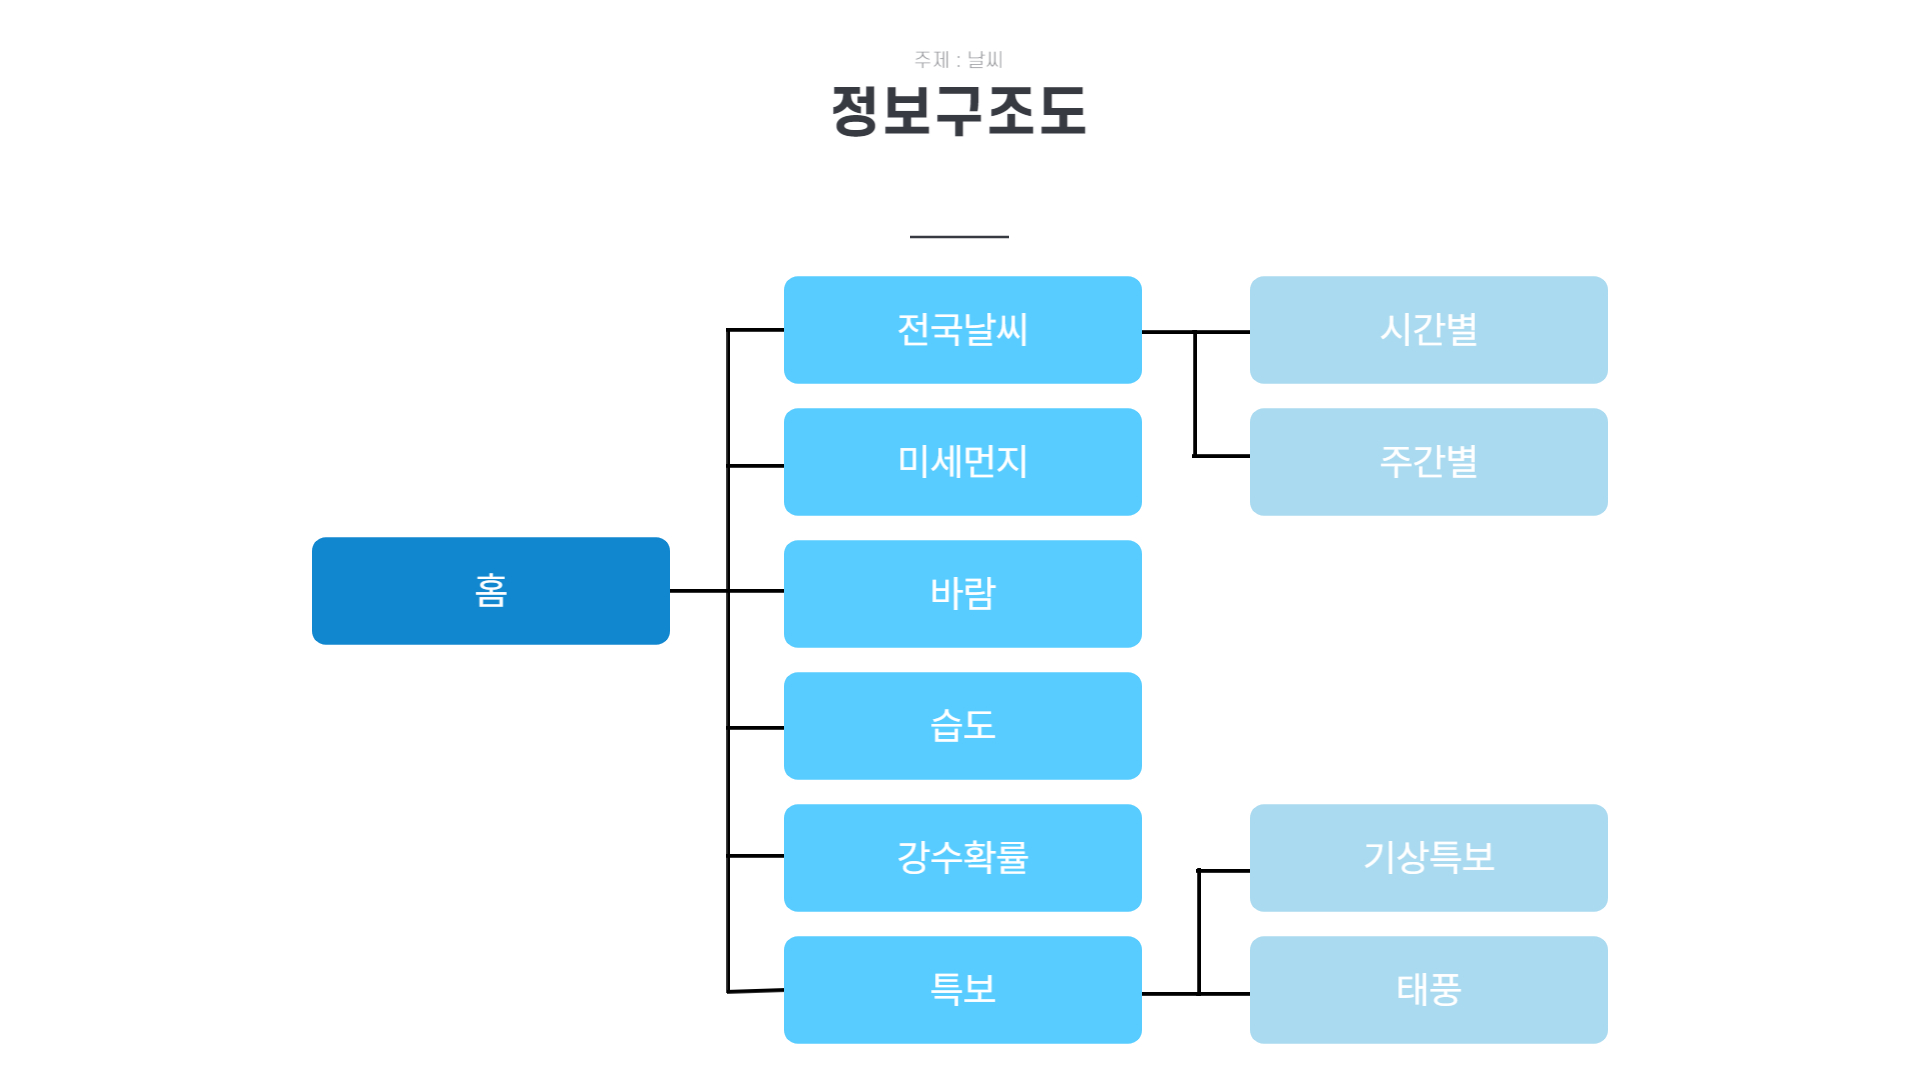 주제 : 날씨
정보구조도
홈
전국날씨
시간별
주간별
미세먼지
바람
습도
강수확률
특보
기상특보
태풍